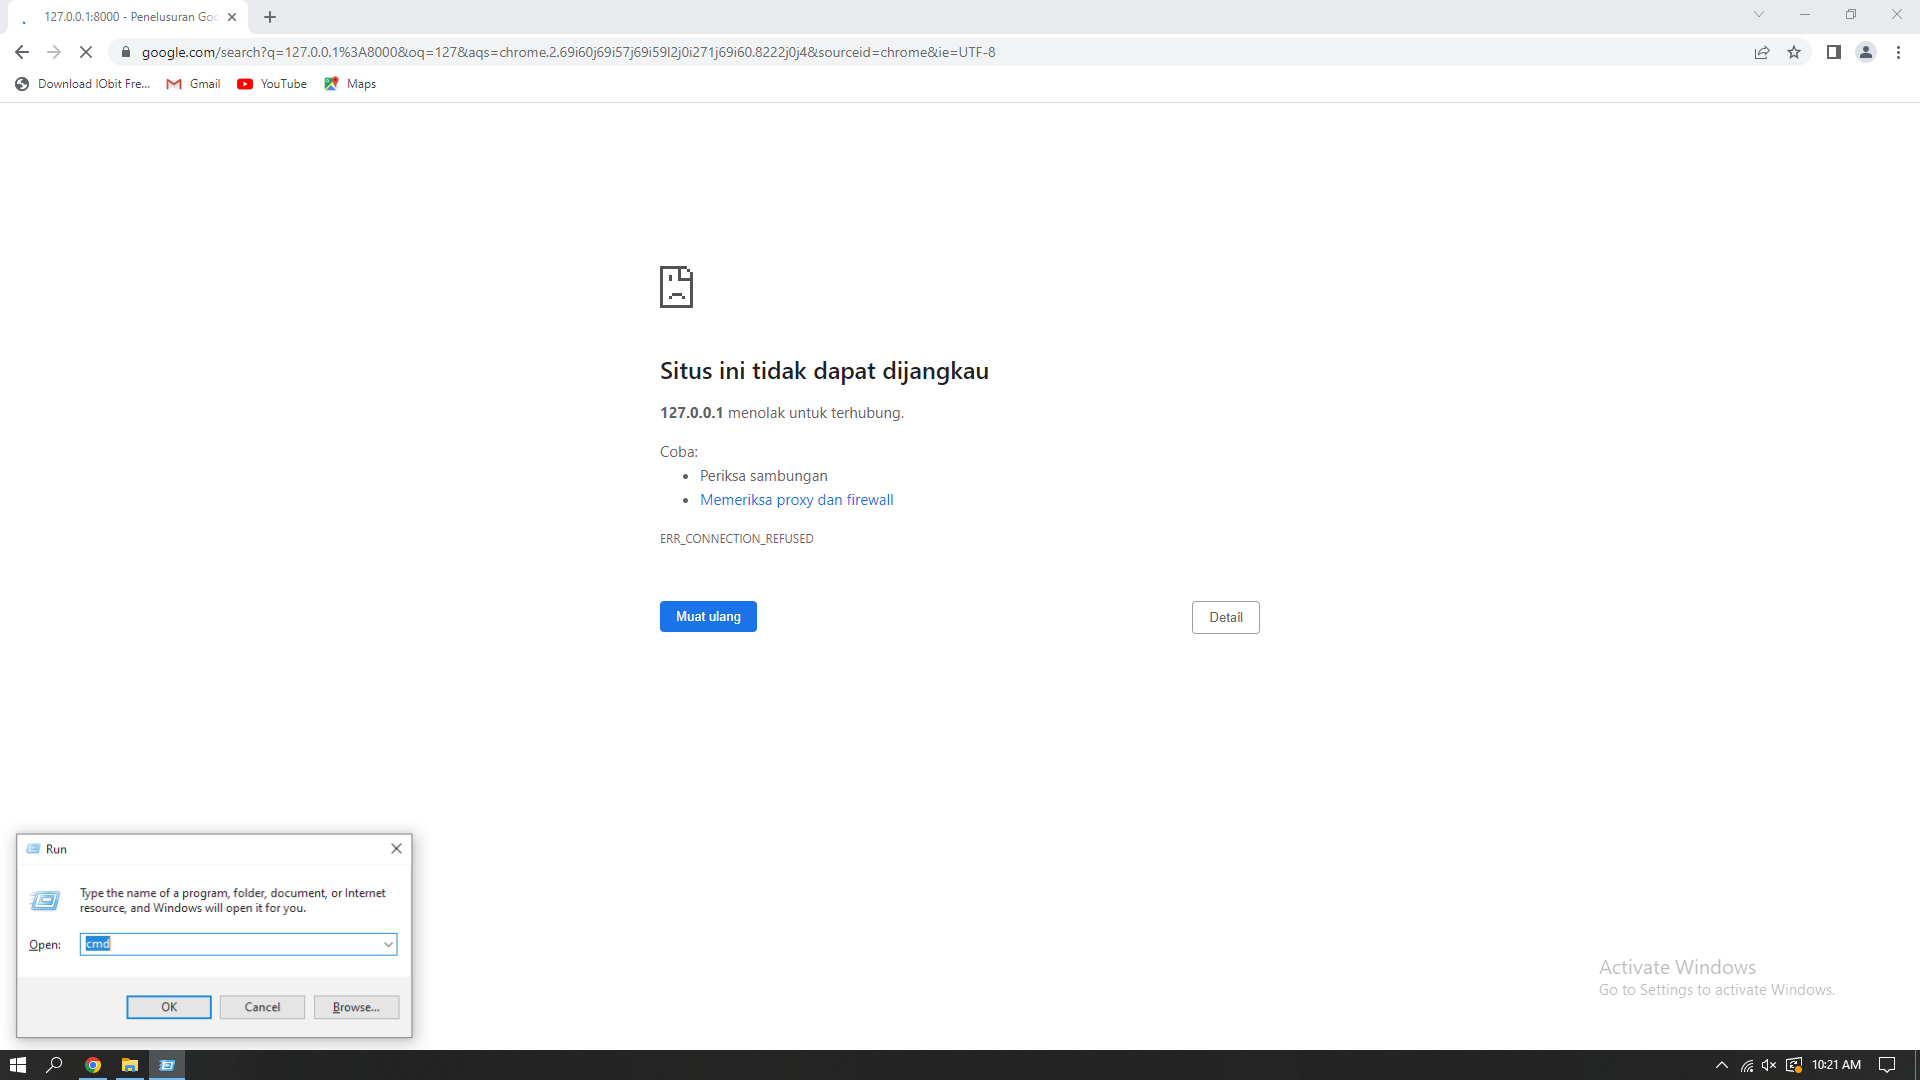 127.0.0.1:8000 - Penelusuran Goo
google.com/search?q=127.0.0.1%3A8000&oq=127&aqs=chrome.2.69i60j69i57j69i59l2j0i271j69i60.8222j0j4&sourceid=chrome&ie=UTF-8
Download IObit Fre... Gmail YouTube Maps
Situs ini tidak dapat dijangkau
127.0.0.1 menolak untuk terhubung.
Coba:
• Periksa sambungan
• Memeriksa proxy dan firewall
ERR_CONNECTION_REFUSED
Muat ulang Detail
Run
Type the name of a program, folder, document, or Internet
resource, and Windows will open it for you.
Open: cmd
OK Cancel Browse...
Activate Windows
Go to Settings to activate Windows.
10:21 AM